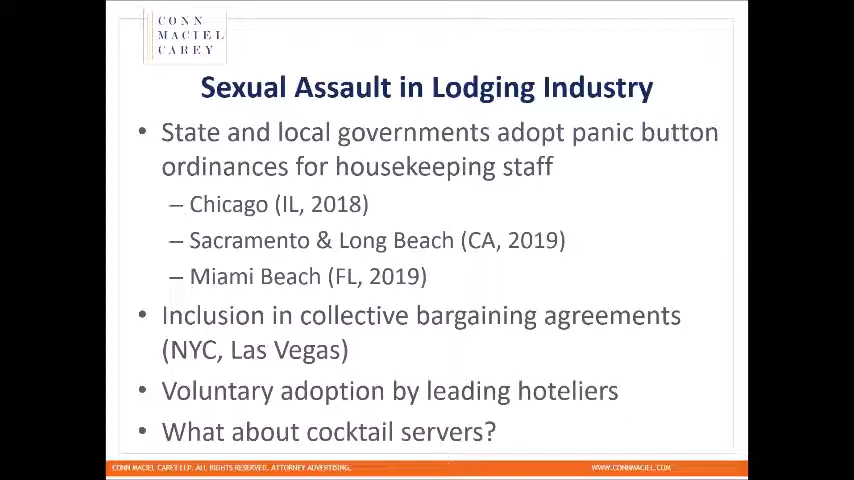 CONN
MACIEL
CAREY
Sexual Assault in Lodging Industry
• State and local governments adopt panic button
ordinances for housekeeping staff
– Chicago (IL, 2018)
– Sacramento & Long Beach (CA, 2019)
– Miami Beach (FL, 2019)
• Inclusion in collective bargaining agreements
(NYC, Las Vegas)
• Voluntary adoption by leading hoteliers
• What about cocktail servers?
CONN MACIEL CAREY LLP. ALL RIGHTS RESERVED. ATTORNEY ADVERTISING. WWW.CONNMACIEL.COM